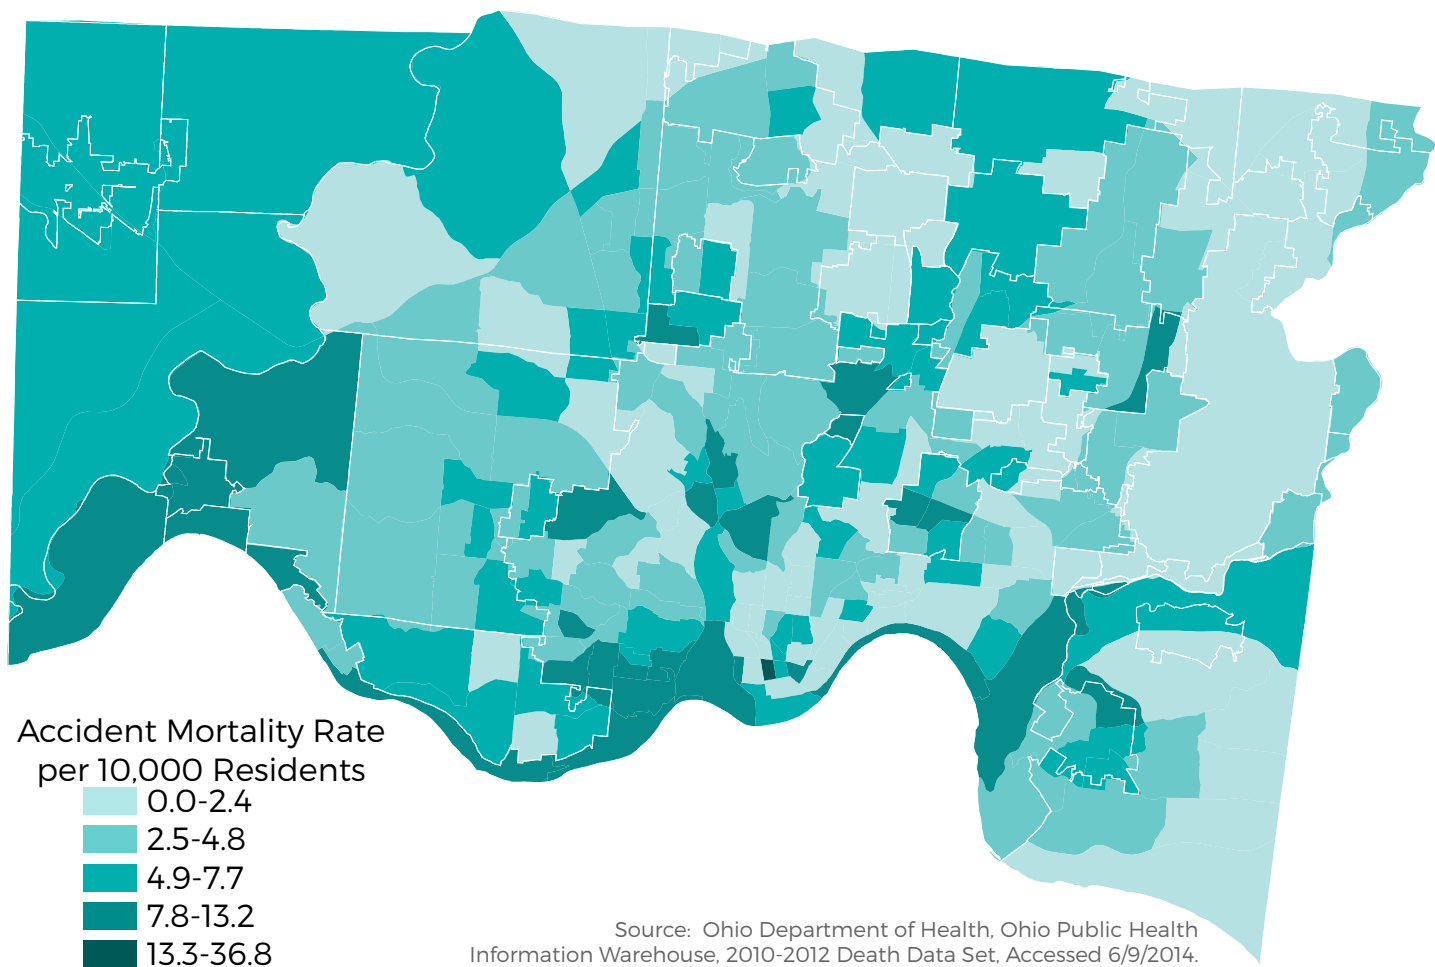 Accident Mortality Rate
per 10,000 Residents
0.0-2.4
2.5-4.8
4.9-7.7
7.8-13.2
13.3-36.8
Source:  Ohio Department of Health, Ohio Public Health
Information Warehouse, 2010-2012 Death Data Set, Accessed 6/9/2014.